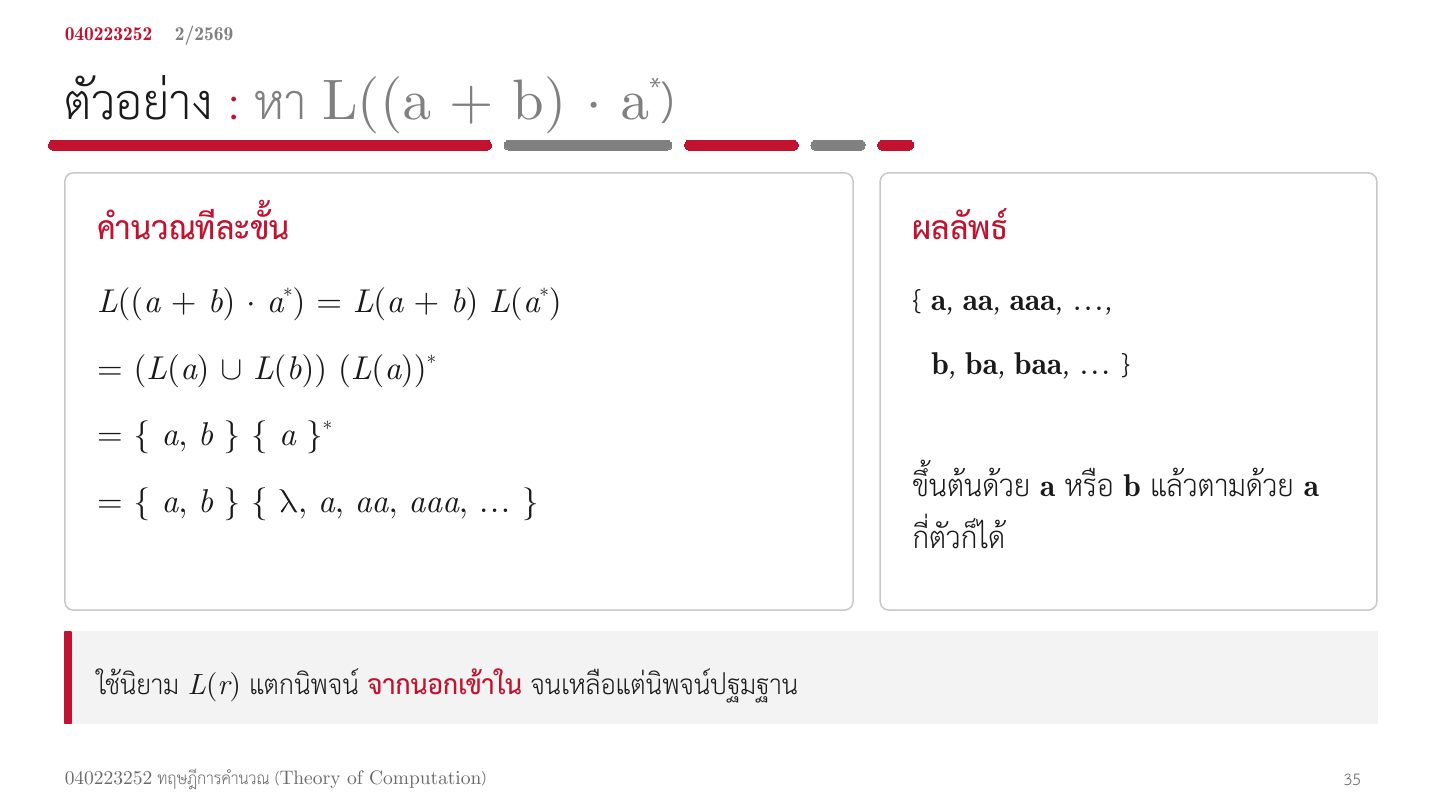 040223252 2/2569
ตัวอย่าง : หา L((a + b) · a*)
คำนวณทีละขั้น
L((a + b) · a*) = L(a + b) L(a*)
= (L(a) ∪ L(b)) (L(a))*
= { a, b } { a }*
= { a, b } { λ, a, aa, aaa, … }
ผลลัพธ์
{ a, aa, aaa, …,
b, ba, baa, … }
ขึ้นต้นด้วย a หรือ b แล้วตามด้วย a
กี่ตัวก็ได้
ใช้นิยาม L(r) แตกนิพจน์ จากนอกเข้าใน จนเหลือแต่นิพจน์ปฐมฐาน
040223252 ทฤษฎีการคำนวณ (Theory of Computation)
35